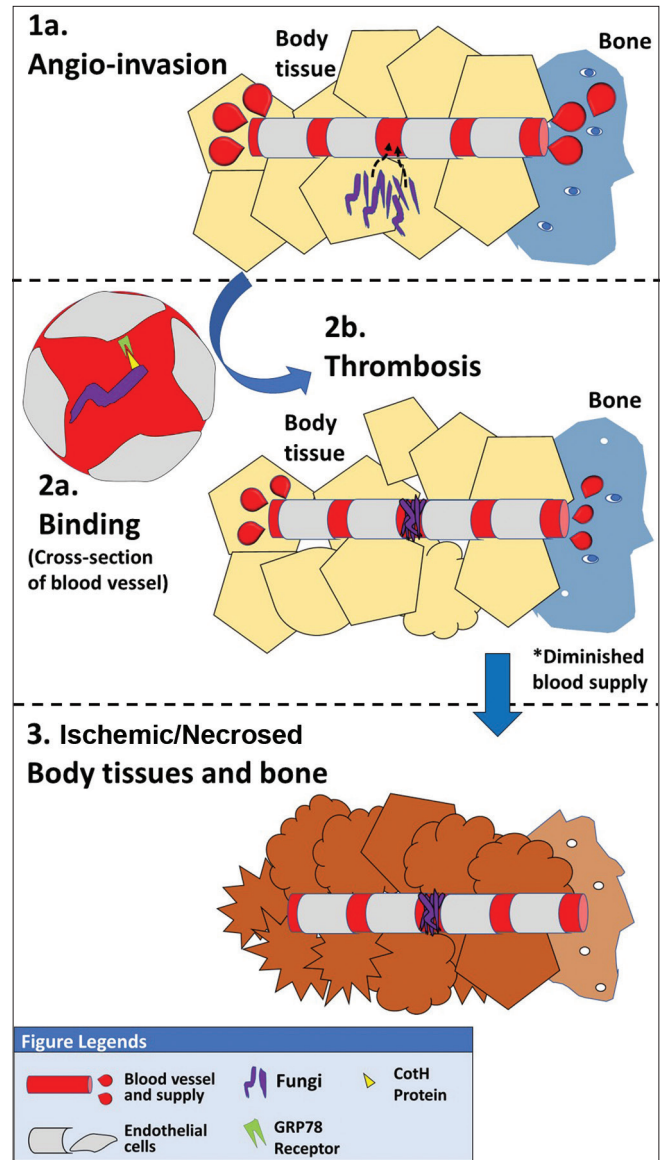 1a.
Angio-invasion
Body
tissue
Bone
2b.
Thrombosis
Body
tissue
Bone
2a.
Binding
(Cross-section
of blood vessel)
*Diminished
blood supply
3. Ischemic/Necrosed
Body tissues and bone
Figure Legends
Blood vessel
and supply
Fungi
CotH
Protein
Endothelial
cells
GRP78
Receptor